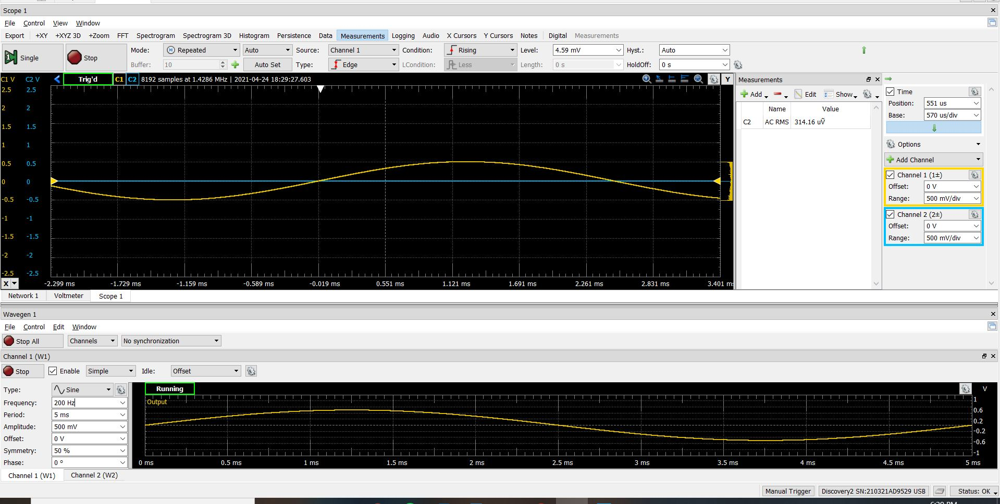 Scope 1
File Control View Window
Export +XY +XYZ 3D +Zoom FFT Spectrogram Spectrogram 3D Histogram Persistence Data Measurements Logging Audio X Cursors Y Cursors Notes Digital Measurements
Single Stop Mode: Repeated Auto Source: Channel 1 Condition: Rising Level: 4.59 mV Hyst.: Auto
Buffer: 10 Auto Set Type: Edge LCondition: Less Length: 0 s HoldOff: 0 s
C1 V C2 V Trig'd C1 C2 8192 samples at 1.4286 MHz | 2021-04-24 18:29:27.603 Y
2.5 2.5
2 2
1.5 1.5
1 1
0.5 0.5
0 0
-0.5 -0.5
-1 -1
-1.5 -1.5
-2 -2
-2.5 -2.5
X -2.299 ms -1.729 ms -1.159 ms -0.589 ms -0.019 ms 0.551 ms 1.121 ms 1.691 ms 2.261 ms 2.831 ms 3.401 ms
Measurements
Add Edit Show
Name Value
C2 AC RMS 314.16 uṼ
Time
Position: 551 us
Base: 570 us/div
Options
Add Channel
Channel 1 (1±)
Offset: 0 V
Range: 500 mV/div
Channel 2 (2±)
Offset: 0 V
Range: 500 mV/div
Network 1 Voltmeter Scope 1
Wavegen 1
File Control Edit Window
Stop All Channels No synchronization
Channel 1 (W1)
Stop Enable Simple Idle: Offset
Type: Sine
Frequency: 200 Hz
Period: 5 ms
Amplitude: 500 mV
Offset: 0 V
Symmetry: 50 %
Phase: 0 º
Running V
Output
1
0.6
0.2
-0.2
-0.6
-1
0 ms 0.5 ms 1 ms 1.5 ms 2 ms 2.5 ms 3 ms 3.5 ms 4 ms 4.5 ms 5 ms
Channel 1 (W1) Channel 2 (W2)
Manual Trigger Discovery2 SN:210321AD9529 USB Status: OK